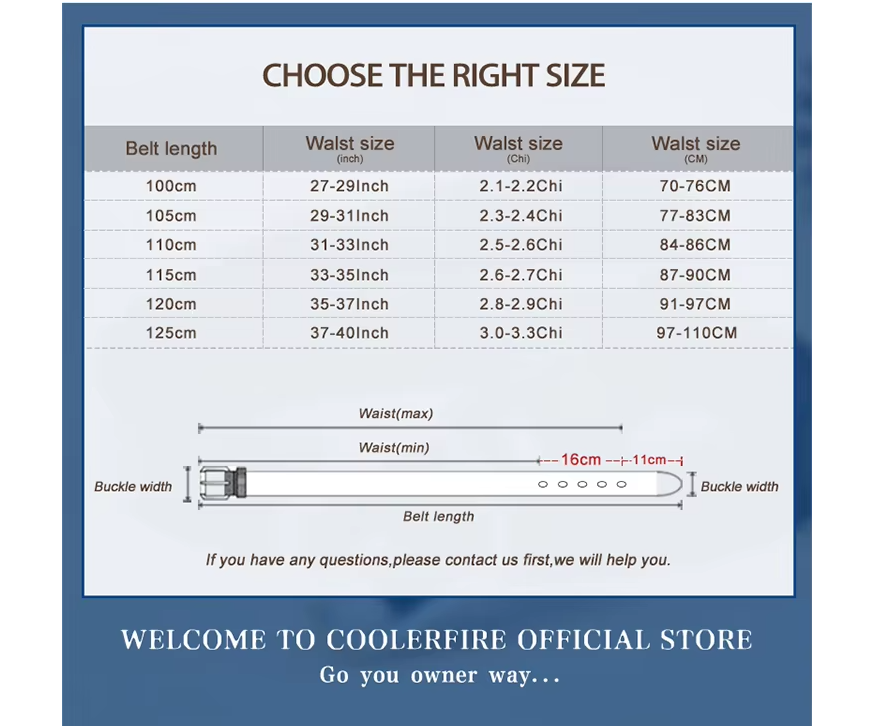 CHOOSE THE RIGHT SIZE
Belt length Walst size (inch) Walst size (Chi) Walst size (CM)
100cm 27-29Inch 2.1-2.2Chi 70-76CM
105cm 29-31Inch 2.3-2.4Chi 77-83CM
110cm 31-33Inch 2.5-2.6Chi 84-86CM
115cm 33-35Inch 2.6-2.7Chi 87-90CM
120cm 35-37Inch 2.8-2.9Chi 91-97CM
125cm 37-40Inch 3.0-3.3Chi 97-110CM
Waist(max)
Waist(min)
16cm 11cm
Buckle width Buckle width
Belt length
If you have any questions,please contact us first,we will help you.
WELCOME TO COOLERFIRE OFFICIAL STORE
Go you owner way...